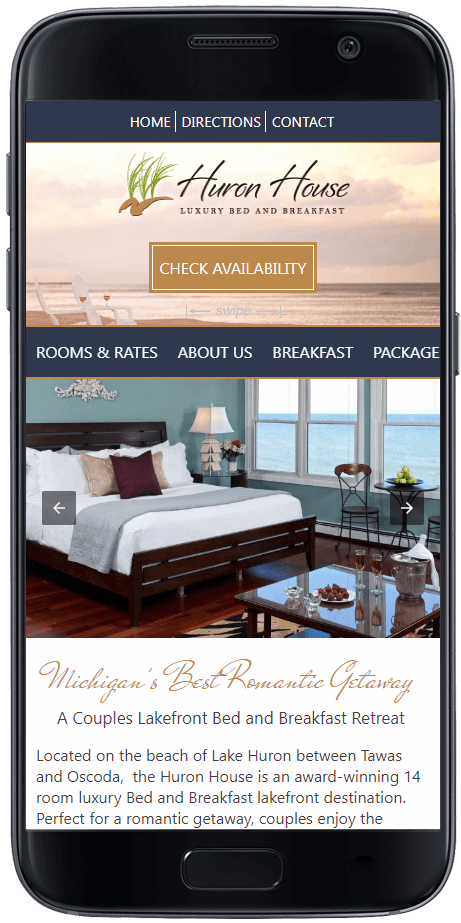 HOME | DIRECTIONS | CONTACT
Huron House
LUXURY BED AND BREAKFAST
CHECK AVAILABILITY
swipe
ROOMS & RATES ABOUT US BREAKFAST PACKAGE
Michigan's Best Romantic Getaway
A Couples Lakefront Bed and Breakfast Retreat
Located on the beach of Lake Huron between Tawas
and Oscoda, the Huron House is an award-winning 14
room luxury Bed and Breakfast lakefront destination.
Perfect for a romantic getaway, couples enjoy the